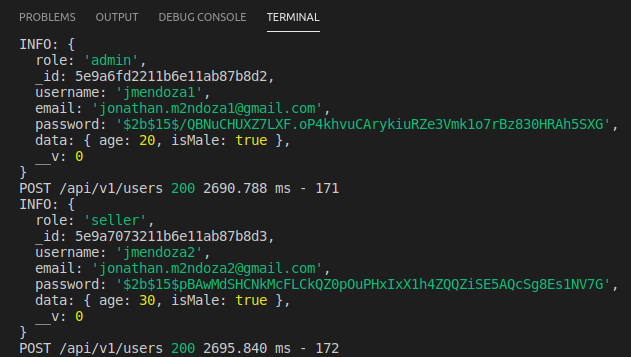 PROBLEMS OUTPUT DEBUG CONSOLE TERMINAL
INFO: {
  role: 'admin',
  _id: 5e9a6fd2211b6e11ab87b8d2,
  username: 'jmendoza1',
  email: 'jonathan.m2ndoza1@gmail.com',
  password: '$2b$15$/QBNuCHUXZ7LXF.oP4khvuCArykiuRZe3Vmk1o7rBz830HRAh5SXG',
  data: { age: 20, isMale: true },
  __v: 0
}
POST /api/v1/users 200 2690.788 ms - 171
INFO: {
  role: 'seller',
  _id: 5e9a7073211b6e11ab87b8d3,
  username: 'jmendoza2',
  email: 'jonathan.m2ndoza2@gmail.com',
  password: '$2b$15$pBAwMdSHCNkMcFLCkQZ0pOuPHxIxX1h4ZQQZiSE5AQcSg8Es1NV7G',
  data: { age: 30, isMale: true },
  __v: 0
}
POST /api/v1/users 200 2695.840 ms - 172